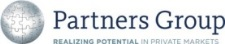 Partners Group
REALIZING POTENTIAL IN PRIVATE MARKETS